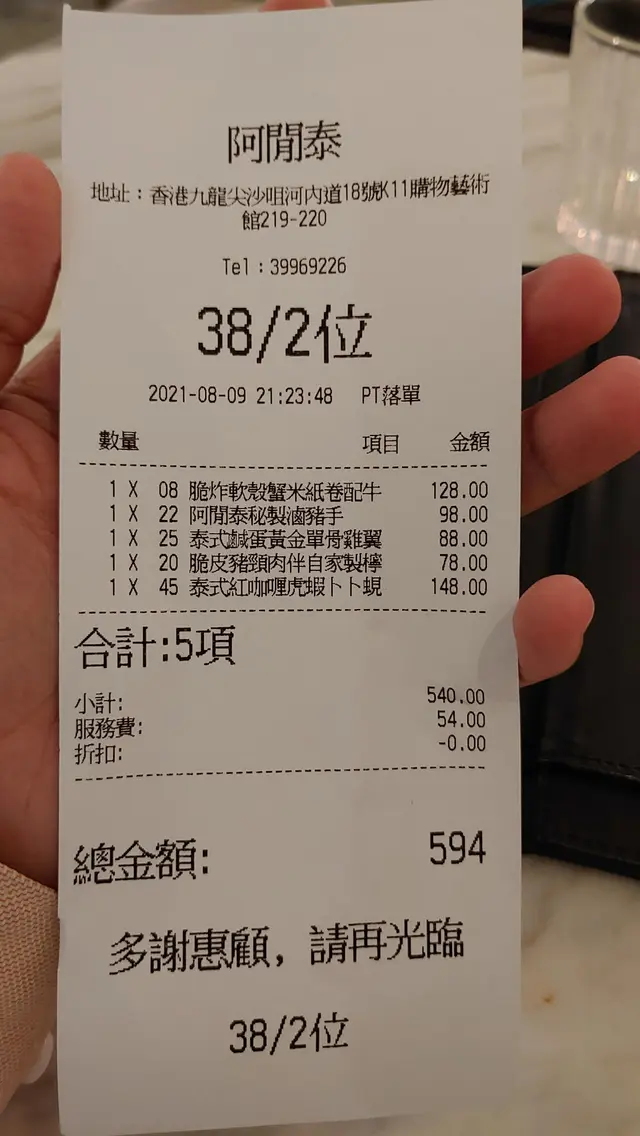 阿閒泰
地址：香港九龍尖沙咀河內道18號K11購物藝術
館219-220
Tel：39969226
38/2位
2021-08-09 21:23:48 PT落單
數量 項目 金額
1 X 08 脆炸軟殼蟹米紙卷配牛 128.00
1 X 22 阿閒泰秘製滷豬手 98.00
1 X 25 泰式鹹蛋黃金單骨雞翼 88.00
1 X 20 脆皮豬頸肉伴自家製檸 78.00
1 X 45 泰式紅咖喱虎蝦卜卜蜆 148.00
合計:5項
小計: 540.00
服務費: 54.00
折扣: -0.00
總金額: 594
多謝惠顧, 請再光臨
38/2位